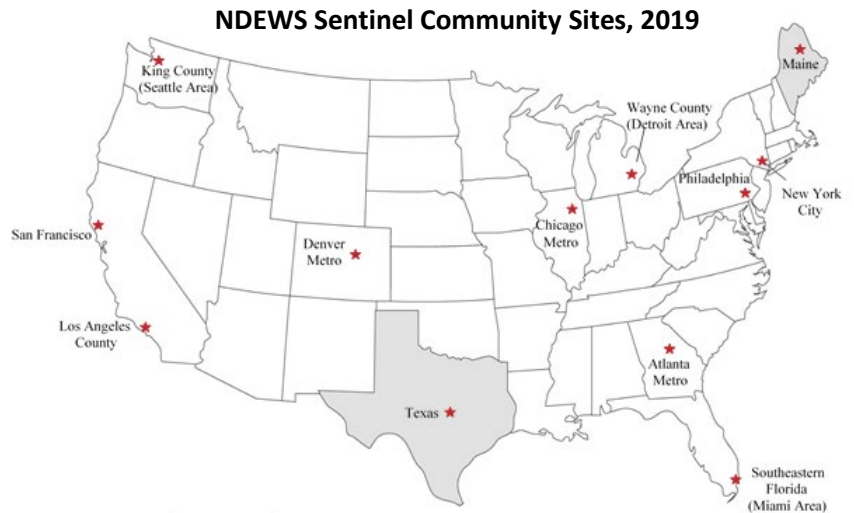 NDEWS Sentinel Community Sites, 2019
King County
(Seattle Area)
Maine
Wayne County
(Detroit Area)
Philadelphia
New York
City
San Francisco
Denver
Metro
Chicago
Metro
Los Angeles
County
Atlanta
Metro
Texas
Southeastern
Florida
(Miami Area)